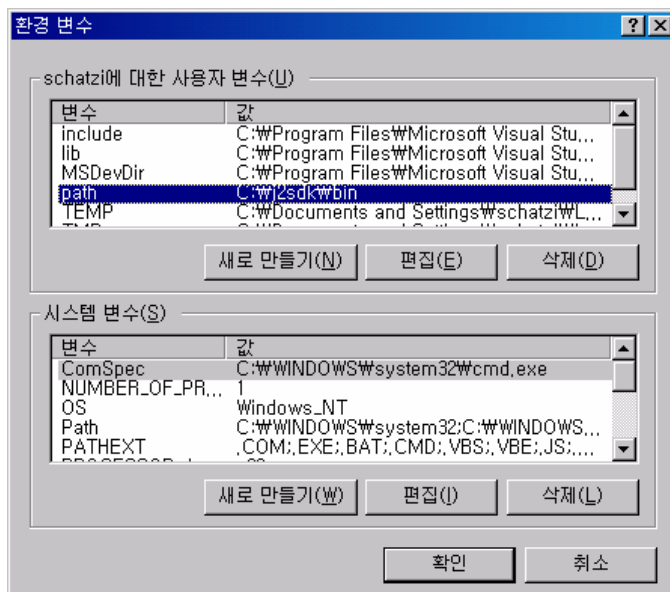 환경 변수
schatzi에 대한 사용자 변수(U)
변수 값
include C:₩Program Files₩Microsoft Visual Stu...
lib C:₩Program Files₩Microsoft Visual Stu...
MSDevDir C:₩Program Files₩Microsoft Visual Stu...
path C:₩j2sdk₩bin
TEMP C:₩Documents and Settings₩schatzi₩L...
새로 만들기(N) 편집(E) 삭제(D)
시스템 변수(S)
변수 값
ComSpec C:₩WINDOWS₩system32₩cmd.exe
NUMBER_OF_PR... 1
OS Windows_NT
Path C:₩WINDOWS₩system32;C:₩WINDOWS...
PATHEXT .COM;.EXE;.BAT;.CMD;.VBS;.VBE;.JS;....
새로 만들기(W) 편집(I) 삭제(L)
확인 취소